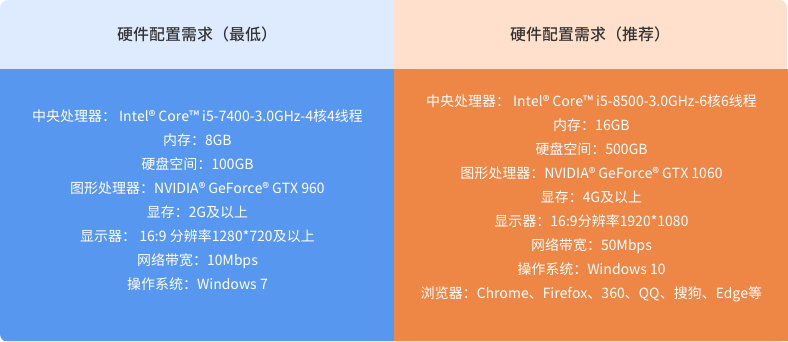 硬件配置需求（最低）
中央处理器： Intel® Core™ i5-7400-3.0GHz-4核4线程
内存：8GB
硬盘空间：100GB
图形处理器：NVIDIA® GeForce® GTX 960
显存：2G及以上
显示器： 16:9 分辨率1280*720及以上
网络带宽：10Mbps
操作系统：Windows 7
硬件配置需求（推荐）
中央处理器： Intel® Core™ i5-8500-3.0GHz-6核6线程
内存：16GB
硬盘空间：500GB
图形处理器：NVIDIA® GeForce® GTX 1060
显存：4G及以上
显示器：16:9分辨率1920*1080
网络带宽：50Mbps
操作系统：Windows 10
浏览器：Chrome、Firefox、360、QQ、搜狗、Edge等